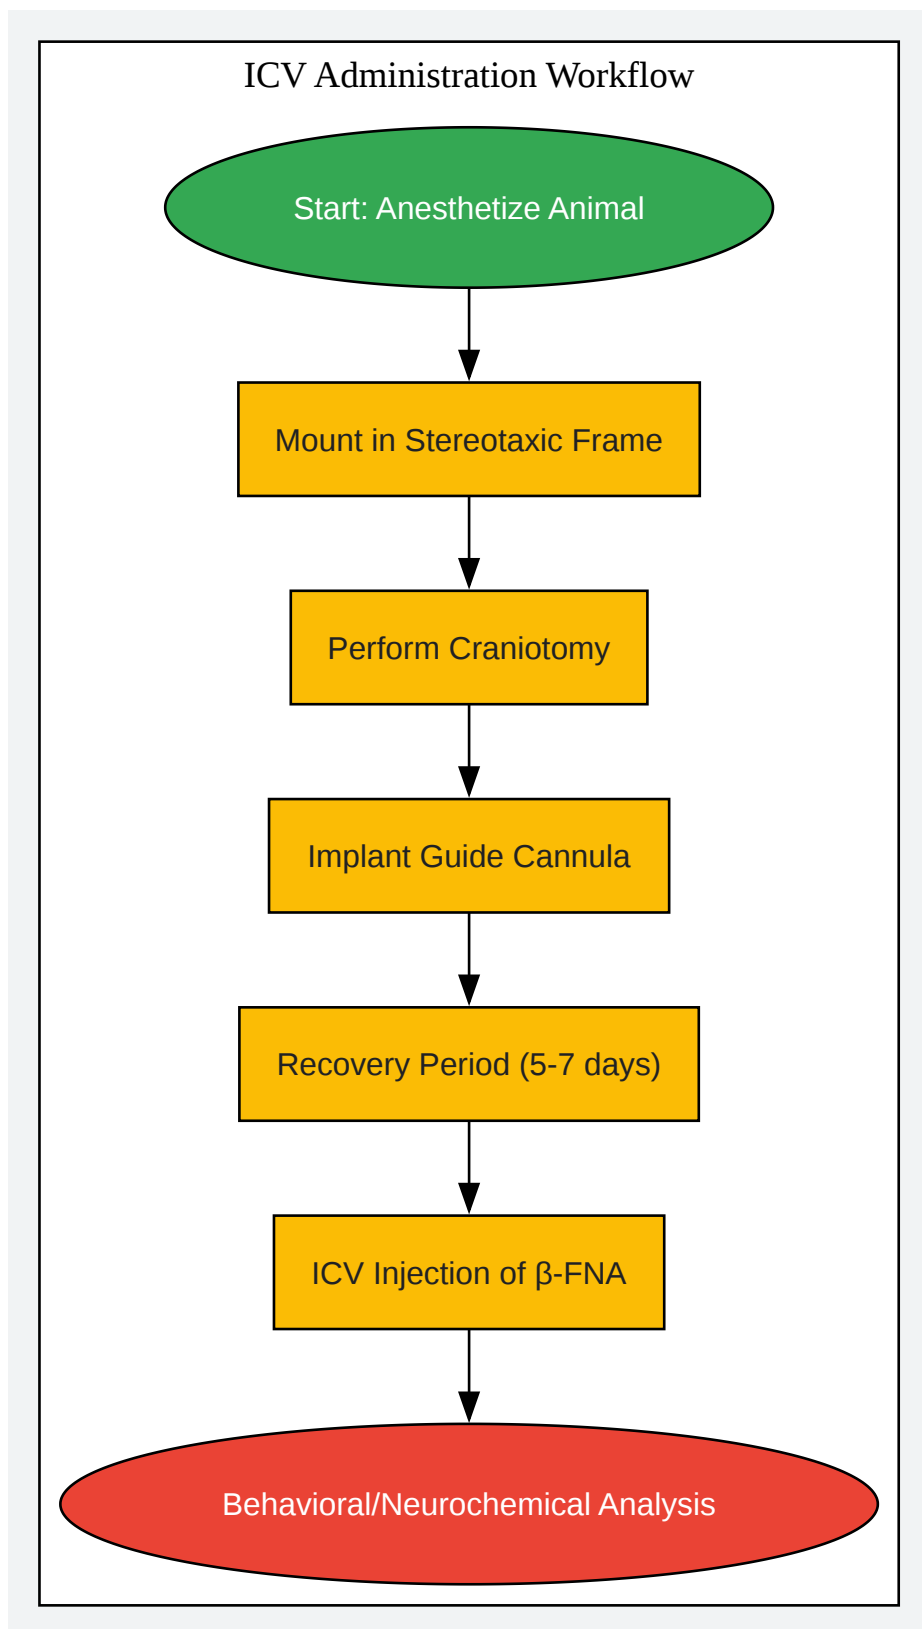 ICV Administration Workflow
Start: Anesthetize Animal
Mount in Stereotaxic Frame
Perform Craniotomy
Implant Guide Cannula
Recovery Period (5-7 days)
ICV Injection of β-FNA
Behavioral/Neurochemical Analysis